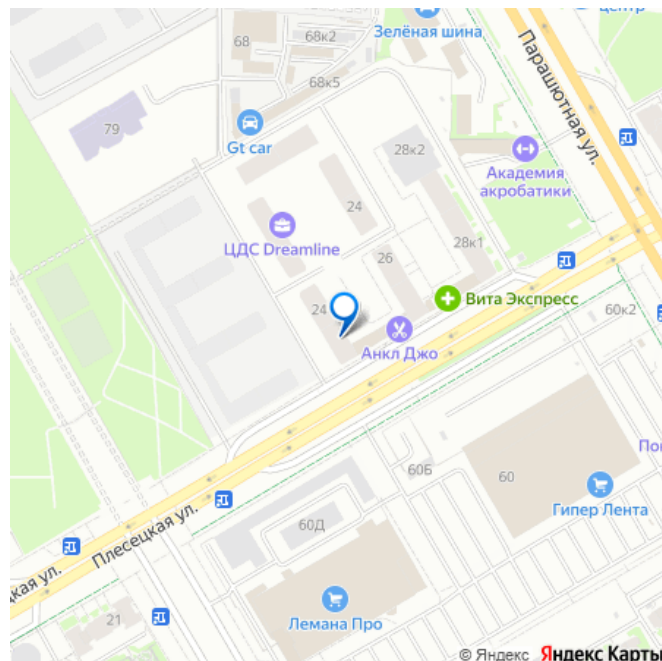 центр
68к2
Зелёная шина
68
68к5
Парашютная ул.
79
Gt car
28к2
Академия
акробатики
24
ЦДС Dreamline
28к1
26
24
Вита Экспресс
60к2
Анкл Джо
60Б
60
Гипер Лента
60Д
Плесецкая ул.
цкая ул.
21
Лемана Про
© Яндекс Яндекс Карты